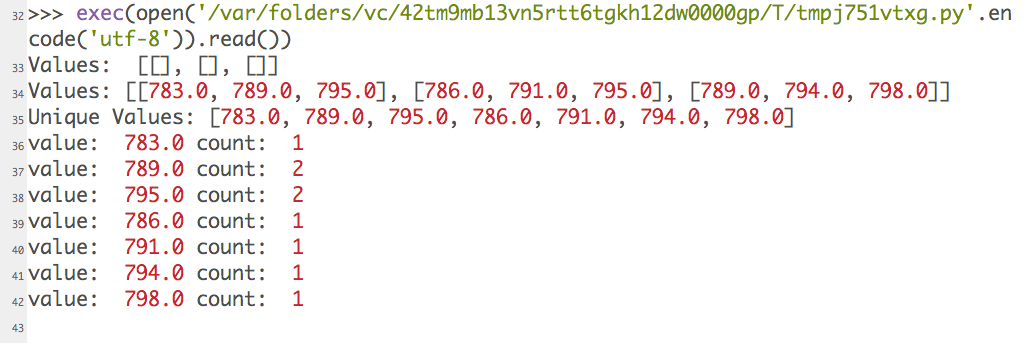 32 >>> exec(open('/var/folders/vc/42tm9mb13vn5rtt6tgkh12dw0000gp/T/tmpj751vtxg.py'.en
code('utf-8')).read())
33 Values:  [[], [], []]
34 Values: [[783.0, 789.0, 795.0], [786.0, 791.0, 795.0], [789.0, 794.0, 798.0]]
35 Unique Values: [783.0, 789.0, 795.0, 786.0, 791.0, 794.0, 798.0]
36 value:  783.0 count:  1
37 value:  789.0 count:  2
38 value:  795.0 count:  2
39 value:  786.0 count:  1
40 value:  791.0 count:  1
41 value:  794.0 count:  1
42 value:  798.0 count:  1
43